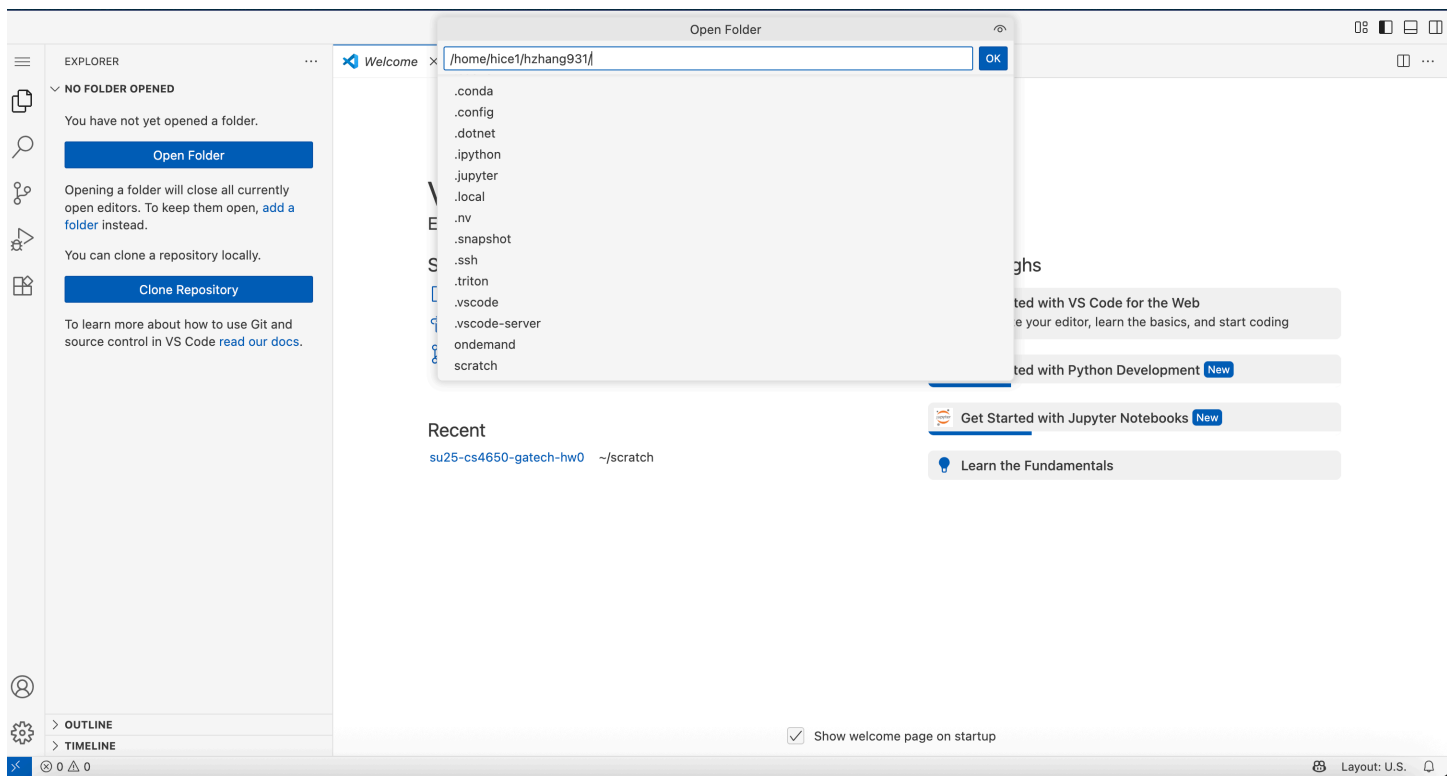 Open Folder
/home/hice1/hzhang931/
OK
.conda
.config
.dotnet
.ipython
.jupyter
.local
.nv
.snapshot
.ssh
.triton
.vscode
.vscode-server
ondemand
scratch
EXPLORER
NO FOLDER OPENED
You have not yet opened a folder.
Open Folder
Opening a folder will close all currently
open editors. To keep them open, add a
folder instead.
You can clone a repository locally.
Clone Repository
To learn more about how to use Git and
source control in VS Code read our docs.
OUTLINE
TIMELINE
Welcome
Recent
su25-cs4650-gatech-hw0 ~/scratch
ghs
ted with VS Code for the Web
e your editor, learn the basics, and start coding
ted with Python Development New
Get Started with Jupyter Notebooks New
Learn the Fundamentals
Show welcome page on startup
0 0
Layout: U.S.